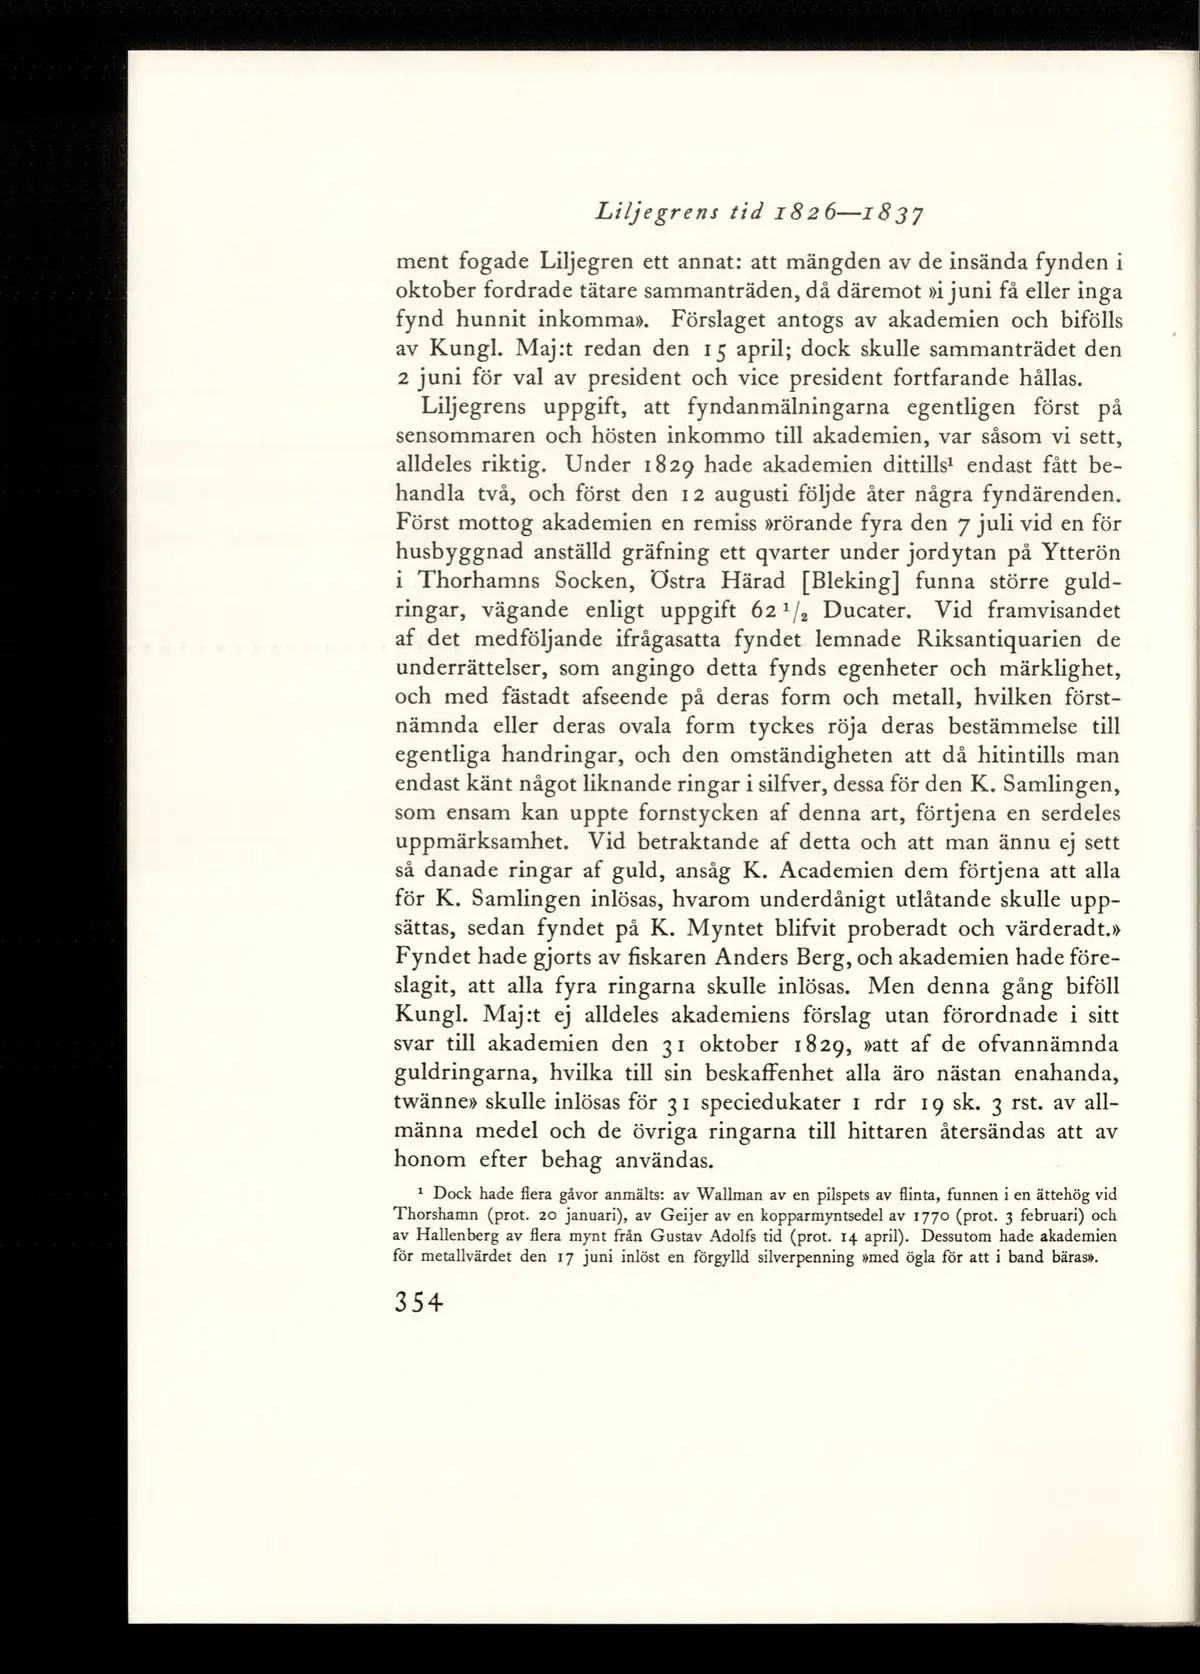 Liljegrens tid 1826—1837
ment fogade Liljegren ett annat: att mängden av de insända fynden i
oktober fordrade tätare sammanträden, då däremot »i juni få eller inga
fynd hunnit inkomma». Förslaget antogs av akademien och bifölls
av Kungl. Maj:t redan den 15 april; dock skulle sammanträdet den
2 juni för val av president och vice president fortfarande hållas.
Liljegrens uppgift, att fyndanmälningarna egentligen först på
sensommaren och hösten inkommo till akademien, var såsom vi sett,
alldeles riktig. Under 1829 hade akademien dittills¹ endast fått be-
handla två, och först den 12 augusti följde åter några fyndärenden.
Först mottog akademien en remiss »rörande fyra den 7 juli vid en för
husbyggnad anställd gräfning ett qvarter under jordytan på Ytterön
i Thorhamns Socken, Östra Härad [Bleking] funna större guld-
ringar, vägande enligt uppgift 62 ¹/₂ Ducater. Vid framvisandet
af det medföljande ifrågasatta fyndet lemnade Riksantiquarien de
underrättelser, som angingo detta fynds egenheter och märklighet,
och med fästadt afseende på deras form och metall, hvilken först-
nämnda eller deras ovala form tyckes röja deras bestämmelse till
egentliga handringar, och den omständigheten att då hitintills man
endast känt något liknande ringar i silfver, dessa för den K. Samlingen,
som ensam kan uppte fornstycken af denna art, förtjena en serdeles
uppmärksamhet. Vid betraktande af detta och att man ännu ej sett
så danade ringar af guld, ansåg K. Academien dem förtjena att alla
för K. Samlingen inlösas, hvarom underdånigt utlåtande skulle upp-
sättas, sedan fyndet på K. Myntet blifvit proberadt och värderadt.»
Fyndet hade gjorts av fiskaren Anders Berg, och akademien hade före-
slagit, att alla fyra ringarna skulle inlösas. Men denna gång biföll
Kungl. Maj:t ej alldeles akademiens förslag utan förordnade i sitt
svar till akademien den 31 oktober 1829, »att af de ofvannämnda
guldringarna, hvilka till sin beskaffenhet alla äro nästan enahanda,
twänne» skulle inlösas för 31 speciedukater 1 rdr 19 sk. 3 rst. av all-
männa medel och de övriga ringarna till hittaren återsändas att av
honom efter behag användas.
¹ Dock hade flera gåvor anmälts: av Wallman av en pilspets av flinta, funnen i en ättehög vid
Thorshamn (prot. 20 januari), av Geijer av en kopparmyntsedel av 1770 (prot. 3 februari) och
av Hallenberg av flera mynt från Gustav Adolfs tid (prot. 14 april). Dessutom hade akademien
för metallvärdet den 17 juni inlöst en förgylld silverpenning »med ögla för att i band bäras».
354